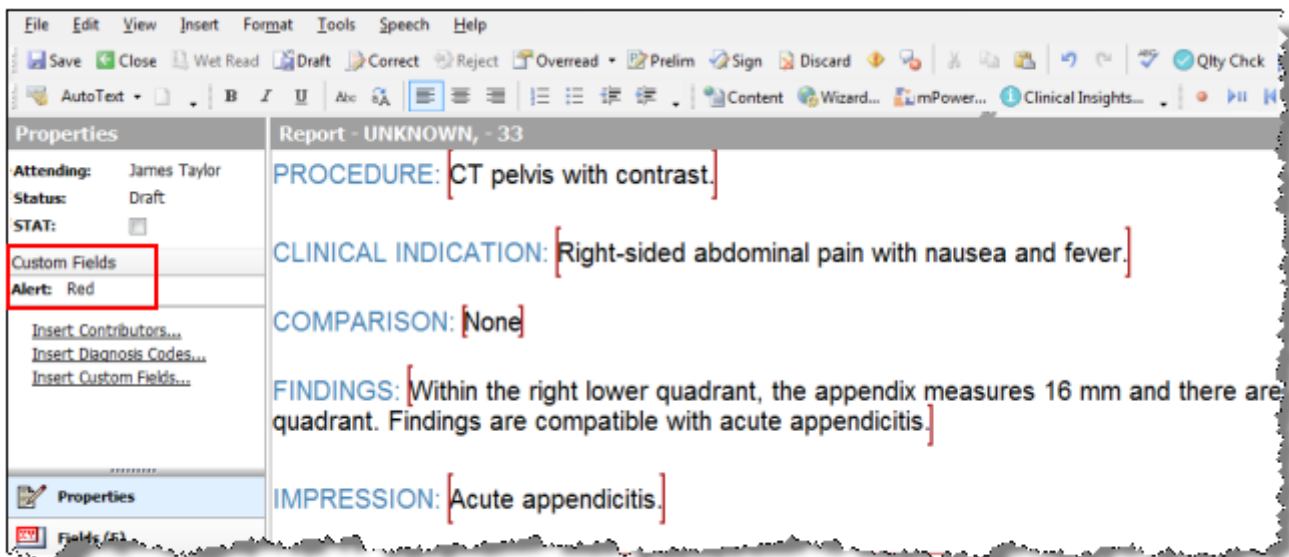 File Edit View Insert Format Tools Speech Help
Save Close Wet Read Draft Correct Reject Overread Prelim Sign Discard Qlty Chck
AutoText B I U Abc Content Wizard... mPower... Clinical Insights...
Properties
Report - UNKNOWN, - 33
Attending: James Taylor
Status: Draft
STAT:
Custom Fields
Alert: Red
Insert Contributors...
Insert Diagnosis Codes...
Insert Custom Fields...
Properties
Fields (5)
PROCEDURE: [CT pelvis with contrast.]
CLINICAL INDICATION: [Right-sided abdominal pain with nausea and fever.]
COMPARISON: [None]
FINDINGS: [Within the right lower quadrant, the appendix measures 16 mm and there are
quadrant. Findings are compatible with acute appendicitis.]
IMPRESSION: [Acute appendicitis.]